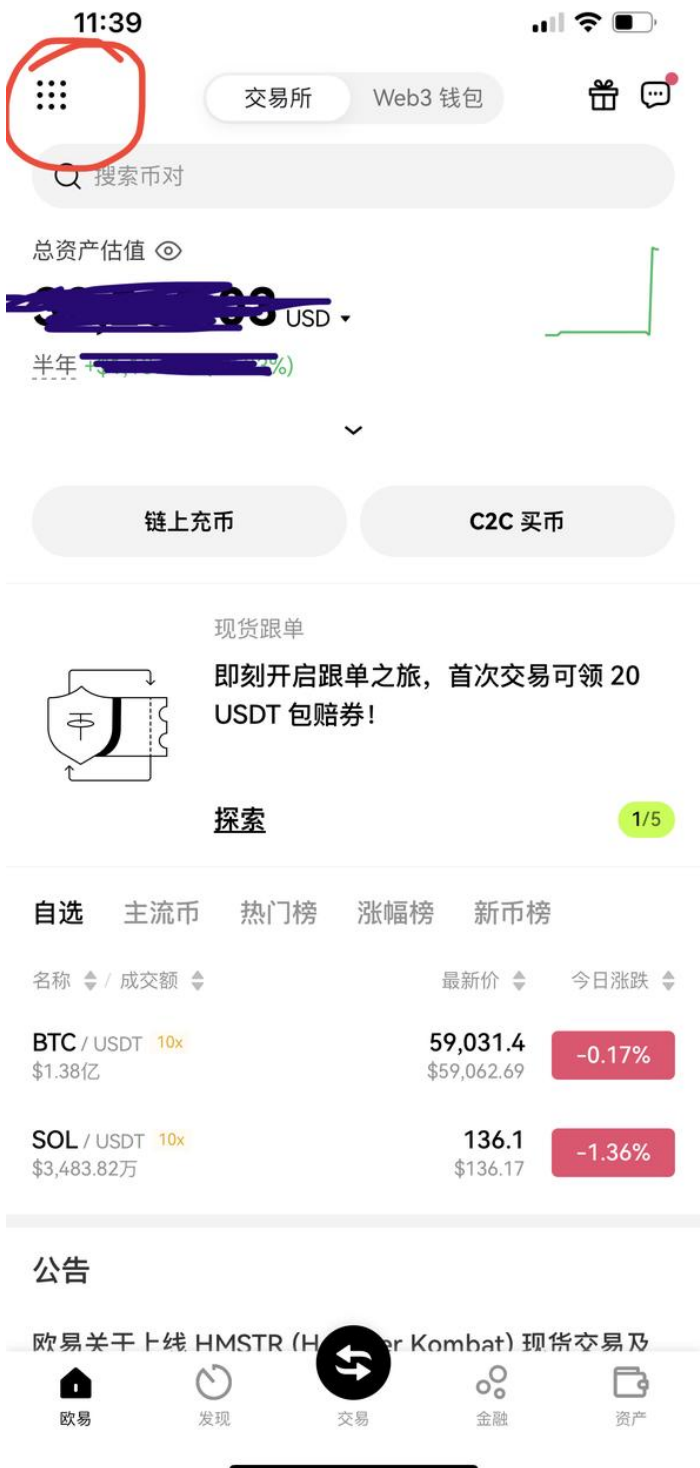 11:39
交易所
Web3 钱包
搜索币对
总资产估值
USD
半年
%)
链上充币
C2C 买币
现货跟单
即刻开启跟单之旅，首次交易可领 20
USDT 包赔券！
探索
1/5
自选 主流币 热门榜 涨幅榜 新币榜
名称 / 成交额 最新价 今日涨跌
BTC / USDT 10x 59,031.4 -0.17%
$1.38亿 $59,062.69
SOL / USDT 10x 136.1 -1.36%
$3,483.82万 $136.17
公告
欧易关于上线 HMSTR (H er Kombat) 现货交易及
欧易 发现 交易 金融 资产